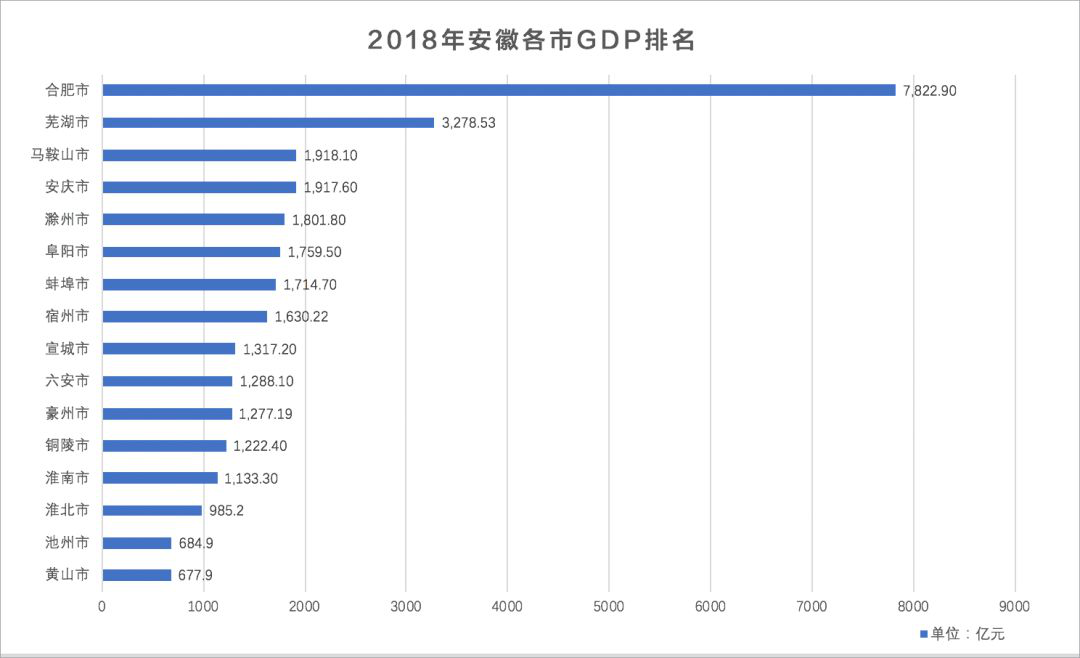 2018年安徽各市GDP排名
合肥市 7,822.90
芜湖市 3,278.53
马鞍山市 1,918.10
安庆市 1,917.60
滁州市 1,801.80
阜阳市 1,759.50
蚌埠市 1,714.70
宿州市 1,630.22
宣城市 1,317.20
六安市 1,288.10
豪州市 1,277.19
铜陵市 1,222.40
淮南市 1,133.30
淮北市 985.2
池州市 684.9
黄山市 677.9
0 1000 2000 3000 4000 5000 6000 7000 8000 9000
单位：亿元